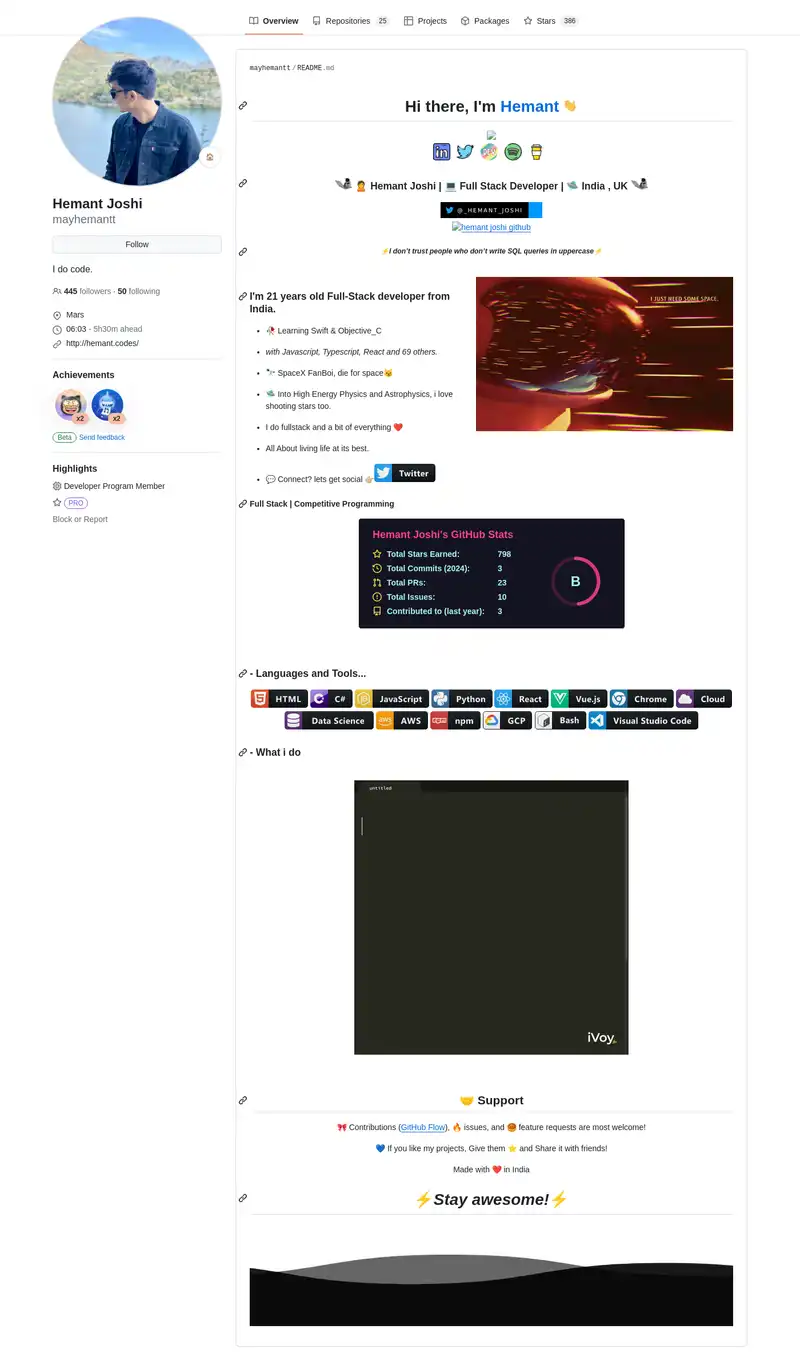 Overview
Repositories 25
Projects
Packages
Stars 386
Hemant Joshi
mayhemantt
Follow
I do code.
445 followers · 50 following
Mars
06:03 - 5h30m ahead
http://hemant.codes/
Achievements
x2
x2
Beta Send feedback
Highlights
Developer Program Member
PRO
Block or Report
mayhemantt / README.md
Hi there, I'm Hemant 👋
Hemant Joshi | 💻 Full Stack Developer | 🛸 India , UK
@_HEMANT_JOSHI
hemant joshi github
⚡I don't trust people who don't write SQL queries in uppercase⚡
I'm 21 years old Full-Stack developer from
India.
I JUST NEED SOME SPACE.
• 🥀 Learning Swift & Objective_C
• with Javascript, Typescript, React and 69 others.
• 🔭 SpaceX FanBoi, die for space😼
• 🛸 Into High Energy Physics and Astrophysics, i love
shooting stars too.
• I do fullstack and a bit of everything ❤️
• All About living life at its best.
• 💬 Connect? lets get social 👉🏼 Twitter
Full Stack | Competitive Programming
Hemant Joshi's GitHub Stats
Total Stars Earned: 798
Total Commits (2024): 3
Total PRs: 23
Total Issues: 10
Contributed to (last year): 3
B
- Languages and Tools...
HTML C# JavaScript Python React Vue.js Chrome Cloud
Data Science AWS npm GCP Bash Visual Studio Code
- What i do
untitled
iVoy
🤝 Support
🎀 Contributions (GitHub Flow), 🔥 issues, and 🥮 feature requests are most welcome!
💙 If you like my projects, Give them ⭐ and Share it with friends!
Made with ❤️ in India
⚡Stay awesome!⚡